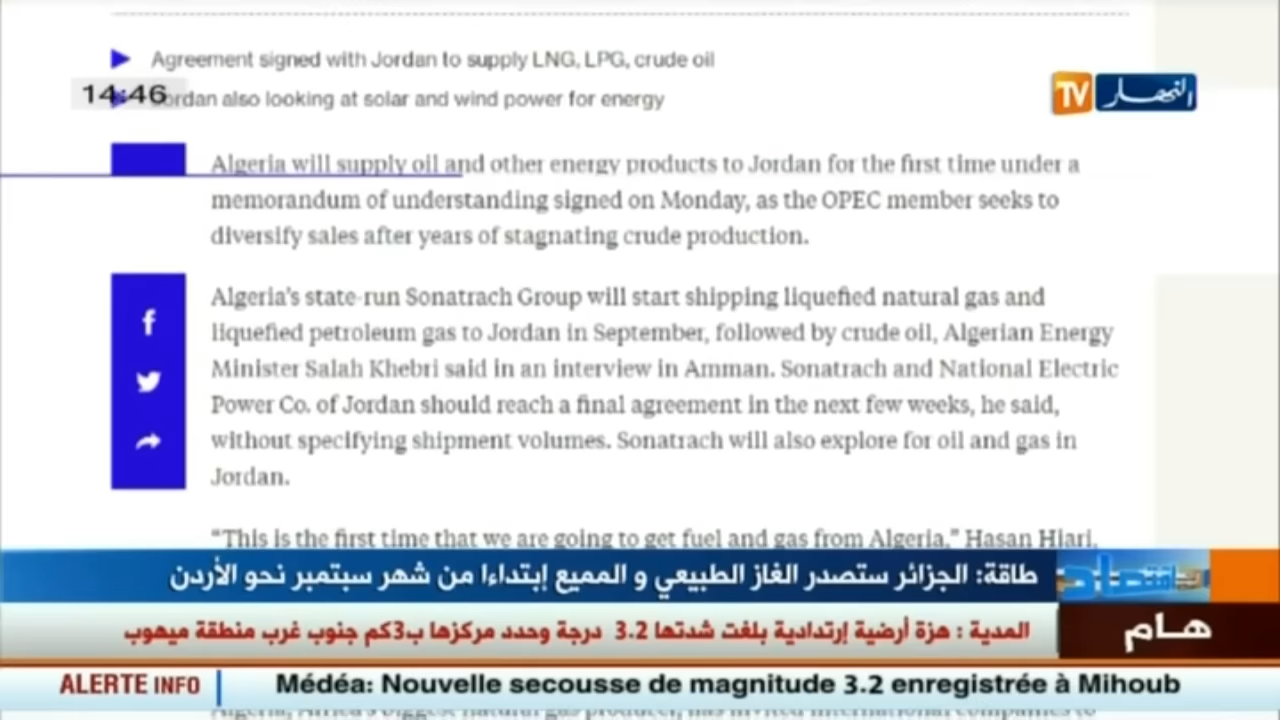 Agreement signed with Jordan to supply LNG, LPG, crude oil
14:46
Jordan also looking at solar and wind power for energy
TV النهار
Algeria will supply oil and other energy products to Jordan for the first time under a
memorandum of understanding signed on Monday, as the OPEC member seeks to
diversify sales after years of stagnating crude production.
Algeria's state-run Sonatrach Group will start shipping liquefied natural gas and
liquefied petroleum gas to Jordan in September, followed by crude oil, Algerian Energy
Minister Salah Khebri said in an interview in Amman. Sonatrach and National Electric
Power Co. of Jordan should reach a final agreement in the next few weeks, he said,
without specifying shipment volumes. Sonatrach will also explore for oil and gas in
Jordan.
“This is the first time that we are going to get fuel and gas from Algeria,” Hasan Hiari,
طاقة: الجزائر ستصدر الغاز الطبيعي و المميع إبتداءا من شهر سبتمبر نحو الأردن
اقتصاد
المدية : هزة أرضية إرتدادية بلغت شدتها 3.2 درجة وحدد مركزها ب3كم جنوب غرب منطقة ميهوب
هـام
ALERTE INFO Médéa: Nouvelle secousse de magnitude 3.2 enregistrée à Mihoub